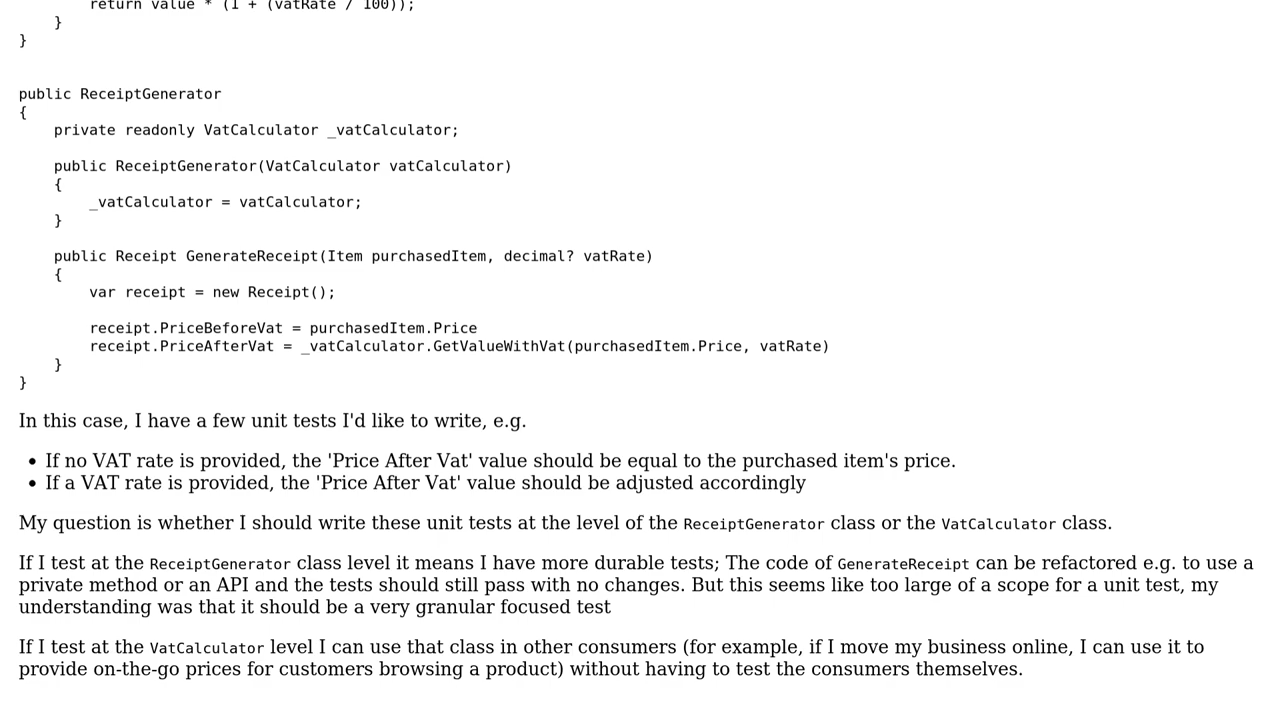 return value * (1 + (vatRate / 100));
    }
}
public ReceiptGenerator
{
    private readonly VatCalculator _vatCalculator;
    public ReceiptGenerator(VatCalculator vatCalculator)
    {
        _vatCalculator = vatCalculator;
    }
    public Receipt GenerateReceipt(Item purchasedItem, decimal? vatRate)
    {
        var receipt = new Receipt();
        receipt.PriceBeforeVat = purchasedItem.Price
        receipt.PriceAfterVat = _vatCalculator.GetValueWithVat(purchasedItem.Price, vatRate)
    }
}
In this case, I have a few unit tests I'd like to write, e.g.
• If no VAT rate is provided, the 'Price After Vat' value should be equal to the purchased item's price.
• If a VAT rate is provided, the 'Price After Vat' value should be adjusted accordingly
My question is whether I should write these unit tests at the level of the ReceiptGenerator class or the VatCalculator class.
If I test at the ReceiptGenerator class level it means I have more durable tests; The code of GenerateReceipt can be refactored e.g. to use a
private method or an API and the tests should still pass with no changes. But this seems like too large of a scope for a unit test, my
understanding was that it should be a very granular focused test
If I test at the VatCalculator level I can use that class in other consumers (for example, if I move my business online, I can use it to
provide on-the-go prices for customers browsing a product) without having to test the consumers themselves.